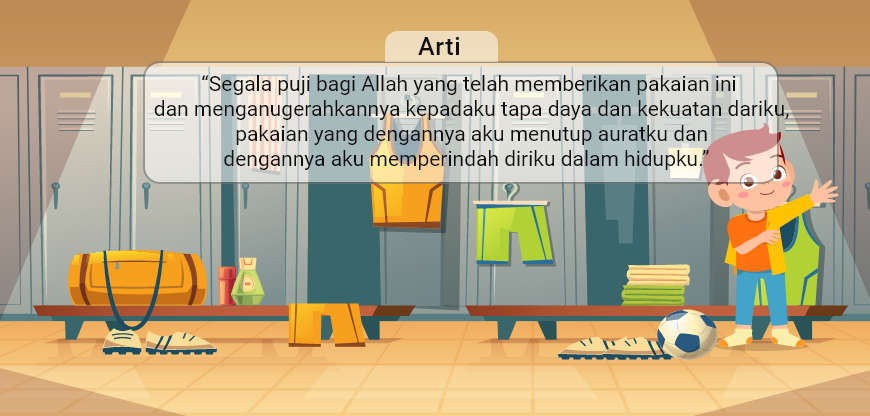 Arti
“Segala puji bagi Allah yang telah memberikan pakaian ini
dan menganugerahkannya kepadaku tapa daya dan kekuatan dariku,
pakaian yang dengannya aku menutup auratku dan
dengannya aku memperindah diriku dalam hidupku.”